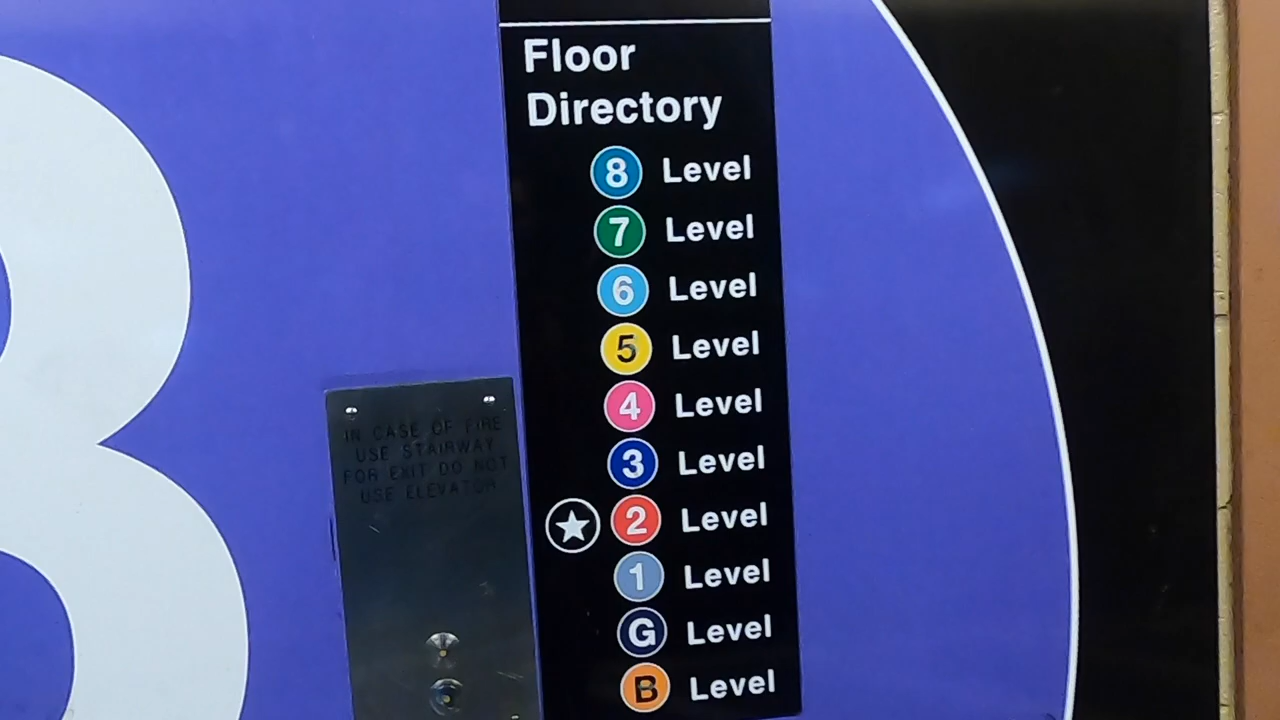 Floor
Directory
8 Level
7 Level
6 Level
5 Level
4 Level
3 Level
2 Level
1 Level
G Level
B Level
IN CASE OF FIRE
USE STAIRWAY
FOR EXIT DO NOT
USE ELEVATOR